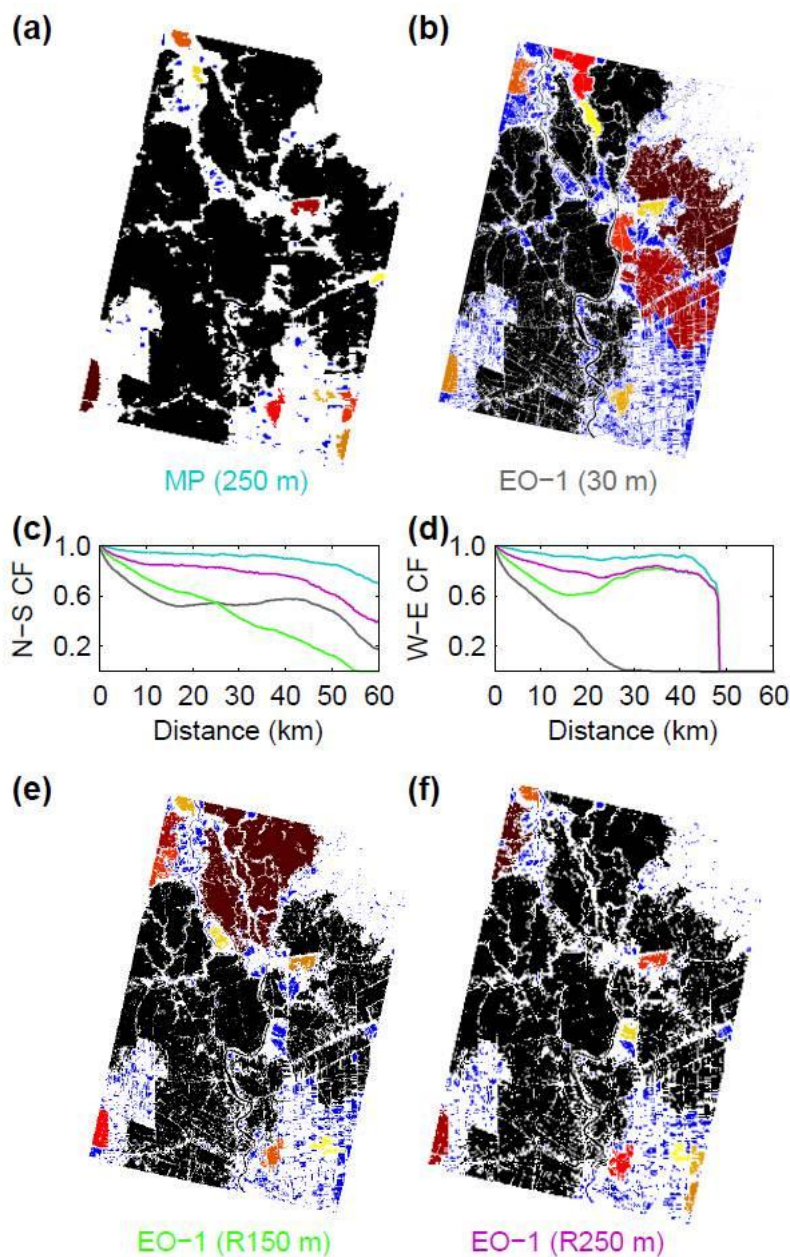 (a)
(b)
MP (250 m)
EO−1 (30 m)
(c)
(d)
1.0
0.6
0.2
N−S CF
0 10 20 30 40 50 60
Distance (km)
1.0
0.6
0.2
W−E CF
0 10 20 30 40 50 60
Distance (km)
(e)
(f)
EO−1 (R150 m)
EO−1 (R250 m)